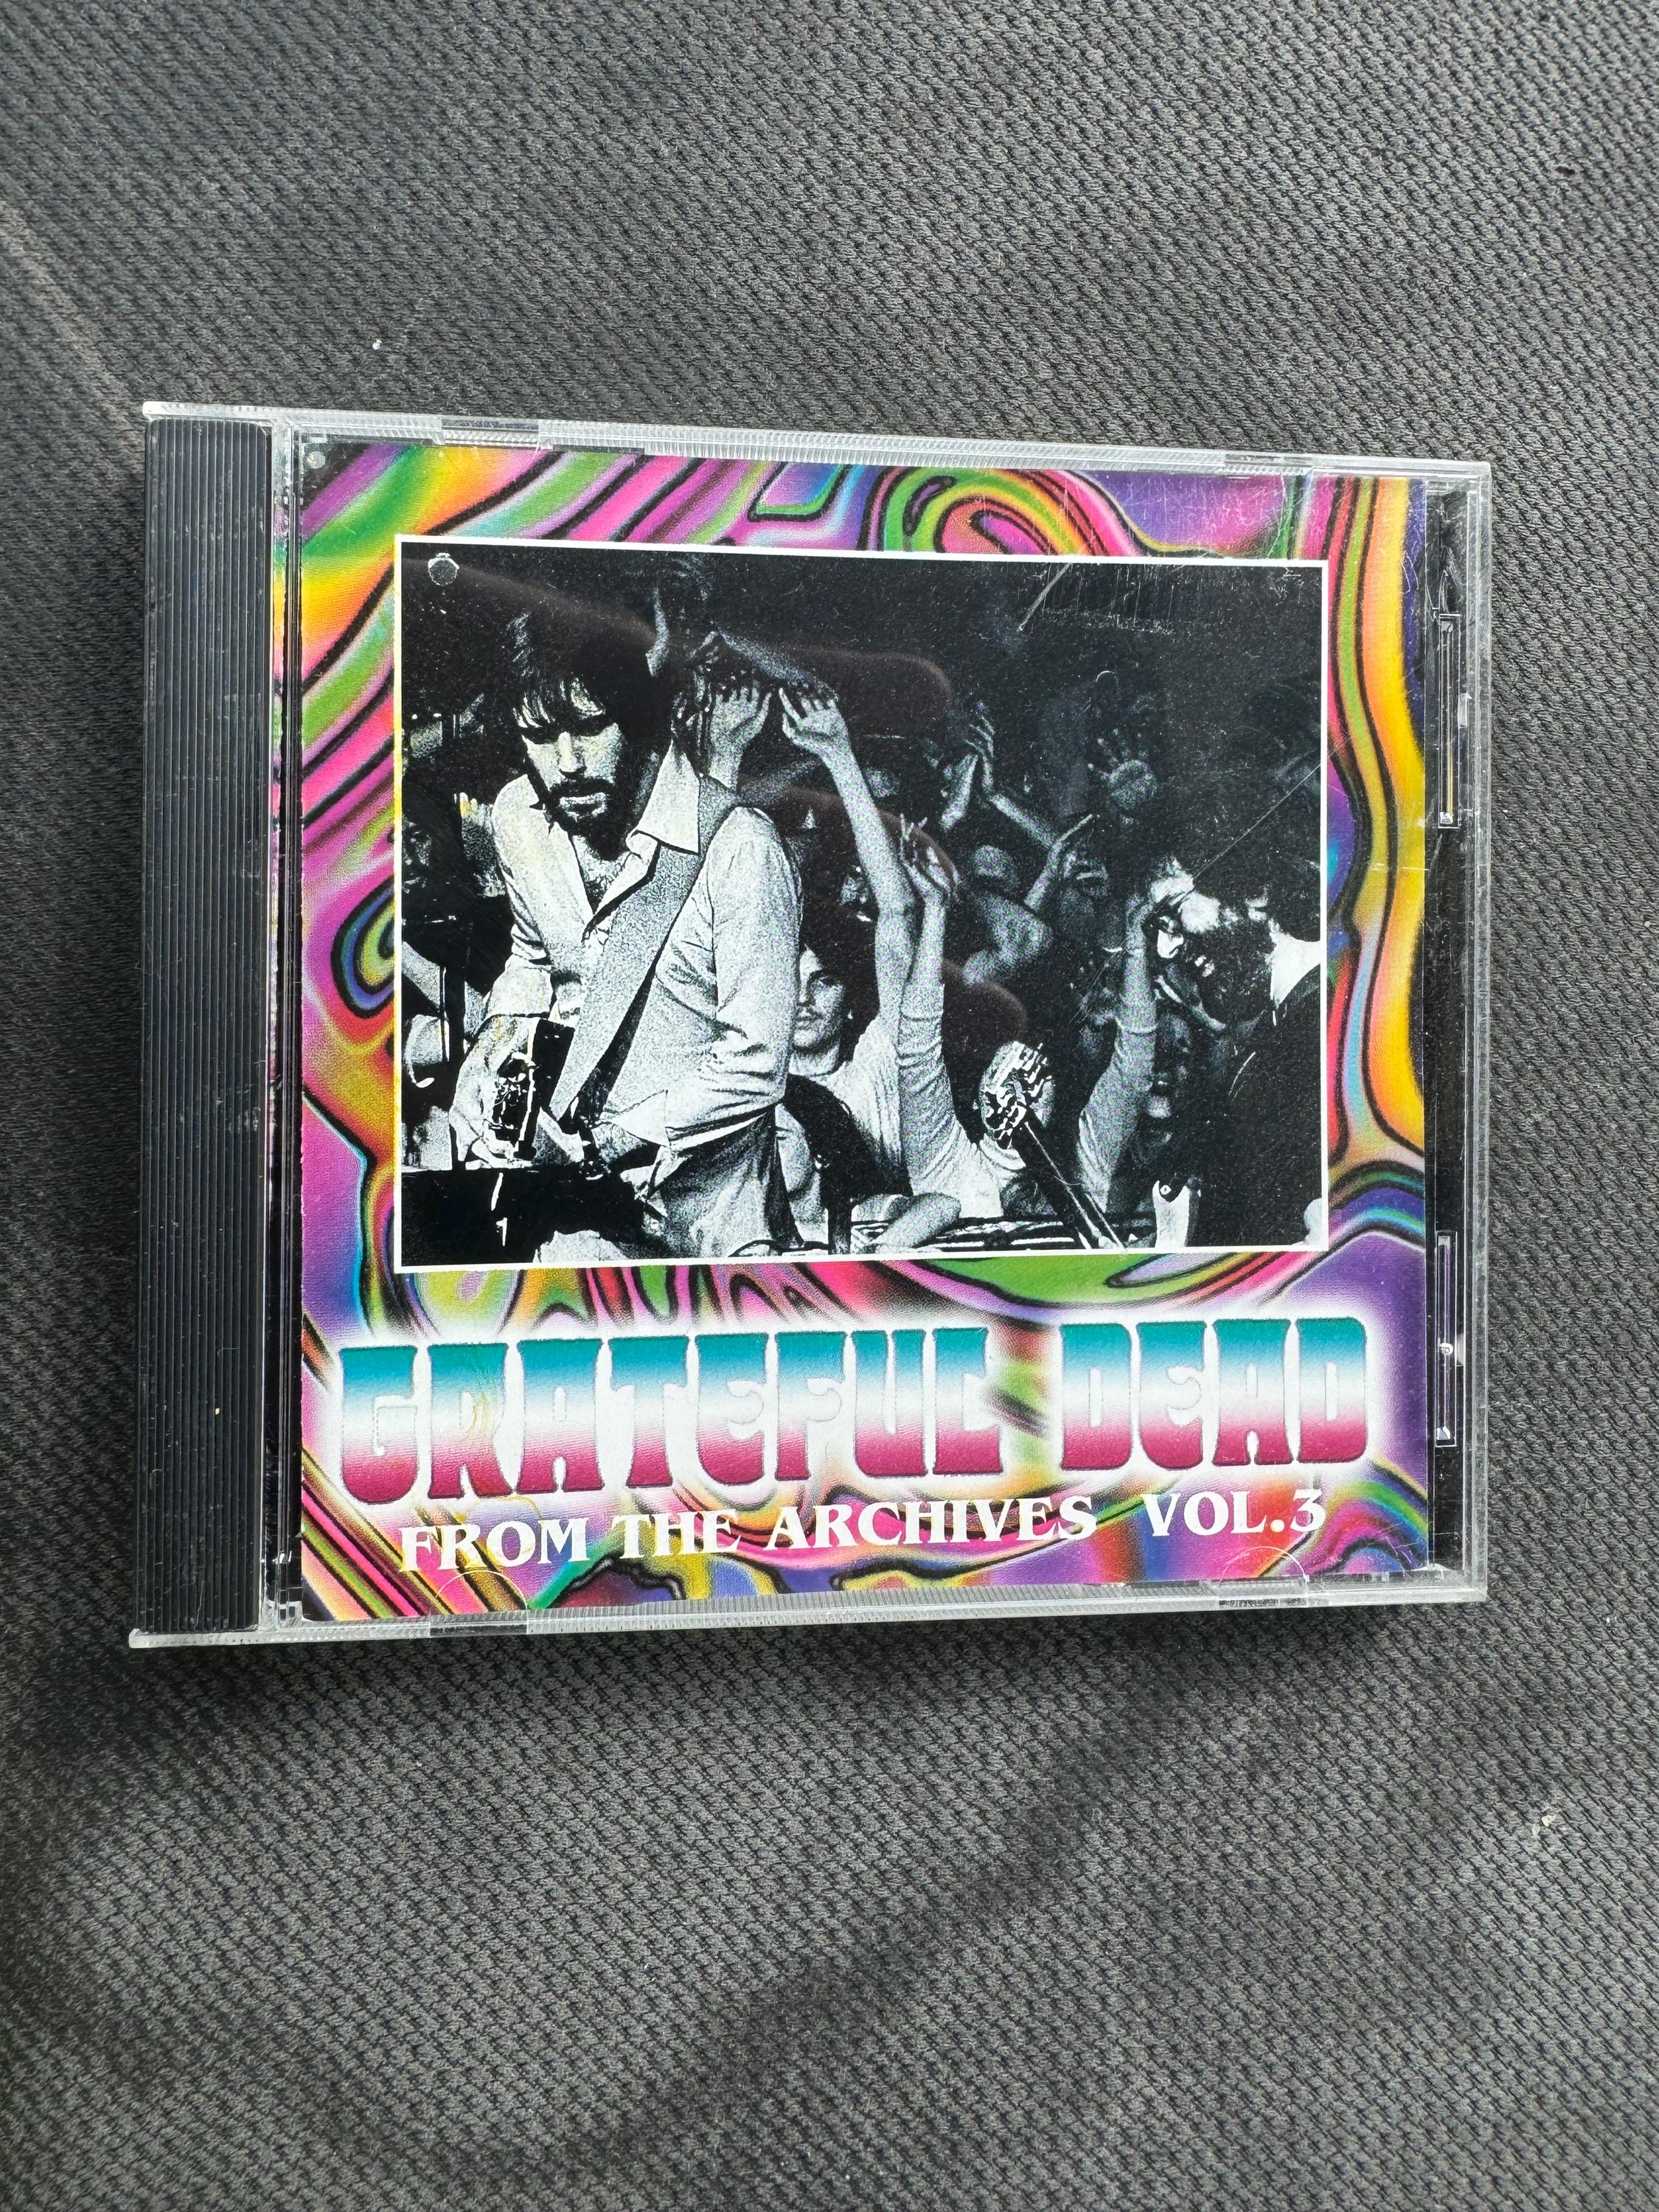 GRATEFUL DEAD
FROM THE ARCHIVES VOL.3